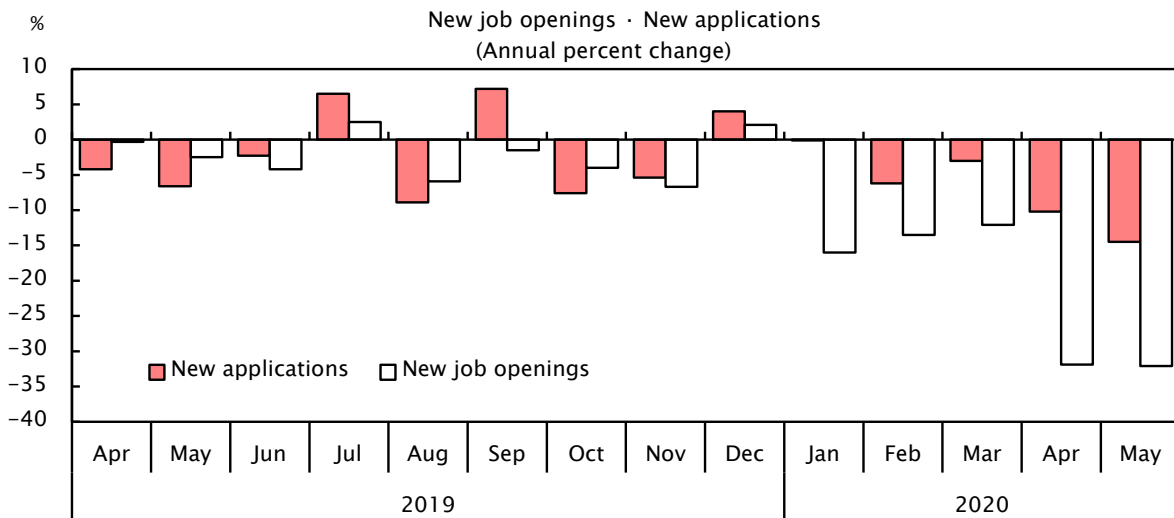 New job openings · New applications
%
(Annual percent change)
10
5
0
−5
−10
−15
−20
−25
−30
−35
−40
New applications
New job openings
Apr May Jun Jul Aug Sep Oct Nov Dec Jan Feb Mar Apr May
2019 2020